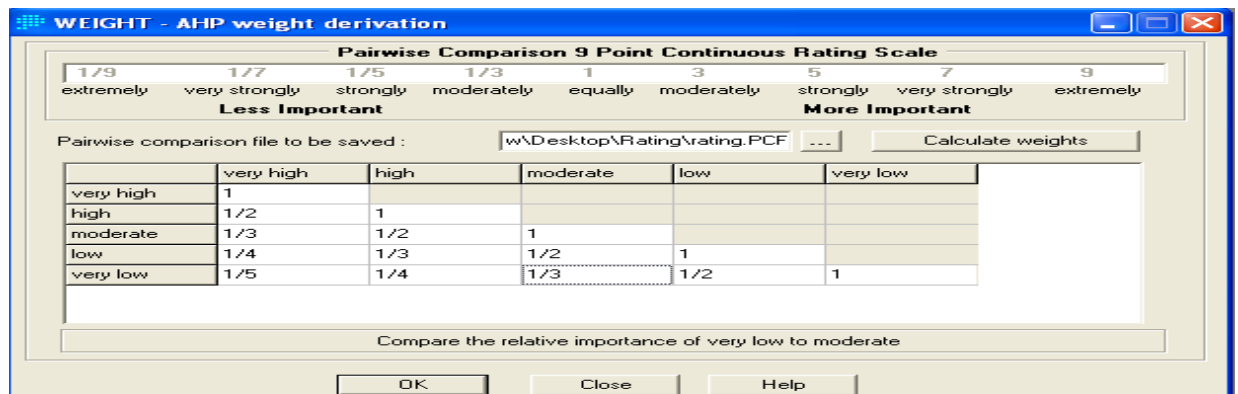 WEIGHT - AHP weight derivation
Pairwise Comparison 9 Point Continuous Rating Scale
1/9 1/7 1/5 1/3 1 3 5 7 9
extremely very strongly strongly moderately equally moderately strongly very strongly extremely
Less Important More Important
Pairwise comparison file to be saved : w\Desktop\Rating\rating.PCF ... Calculate weights
very high high moderate low very low
very high 1
high 1/2 1
moderate 1/3 1/2 1
low 1/4 1/3 1/2 1
very low 1/5 1/4 1/3 1/2 1
Compare the relative importance of very low to moderate
OK Close Help